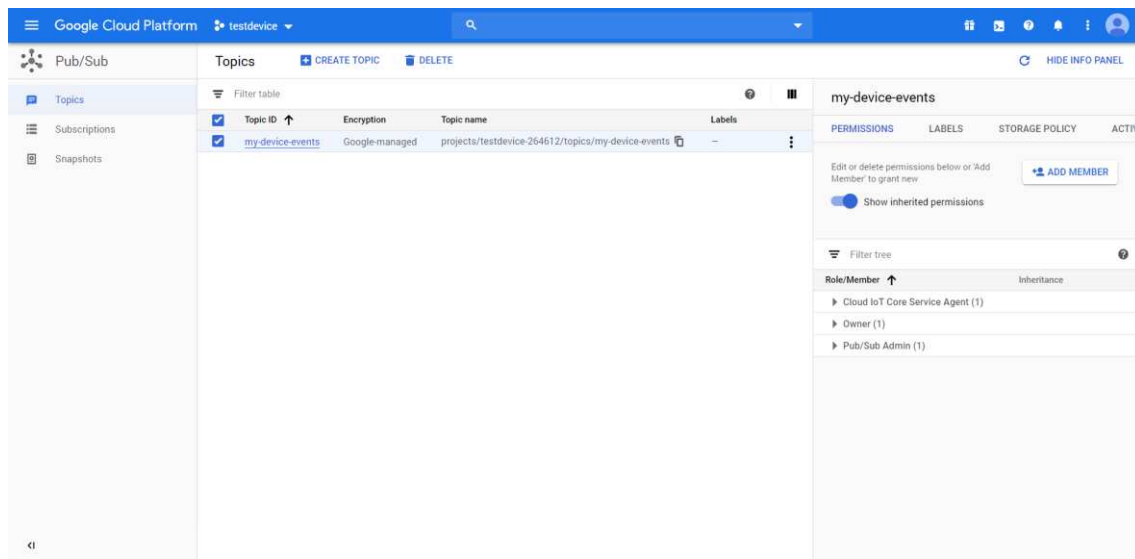 Google Cloud Platform testdevice
Pub/Sub
Topics
Subscriptions
Snapshots
Topics CREATE TOPIC DELETE
Filter table
Topic ID Encryption Topic name Labels
my-device-events Google-managed projects/testdevice-264612/topics/my-device-events –
HIDE INFO PANEL
my-device-events
PERMISSIONS LABELS STORAGE POLICY ACTIV
Edit or delete permissions below or 'Add
Member' to grant new
ADD MEMBER
Show inherited permissions
Filter tree
Role/Member Inheritance
Cloud IoT Core Service Agent (1)
Owner (1)
Pub/Sub Admin (1)